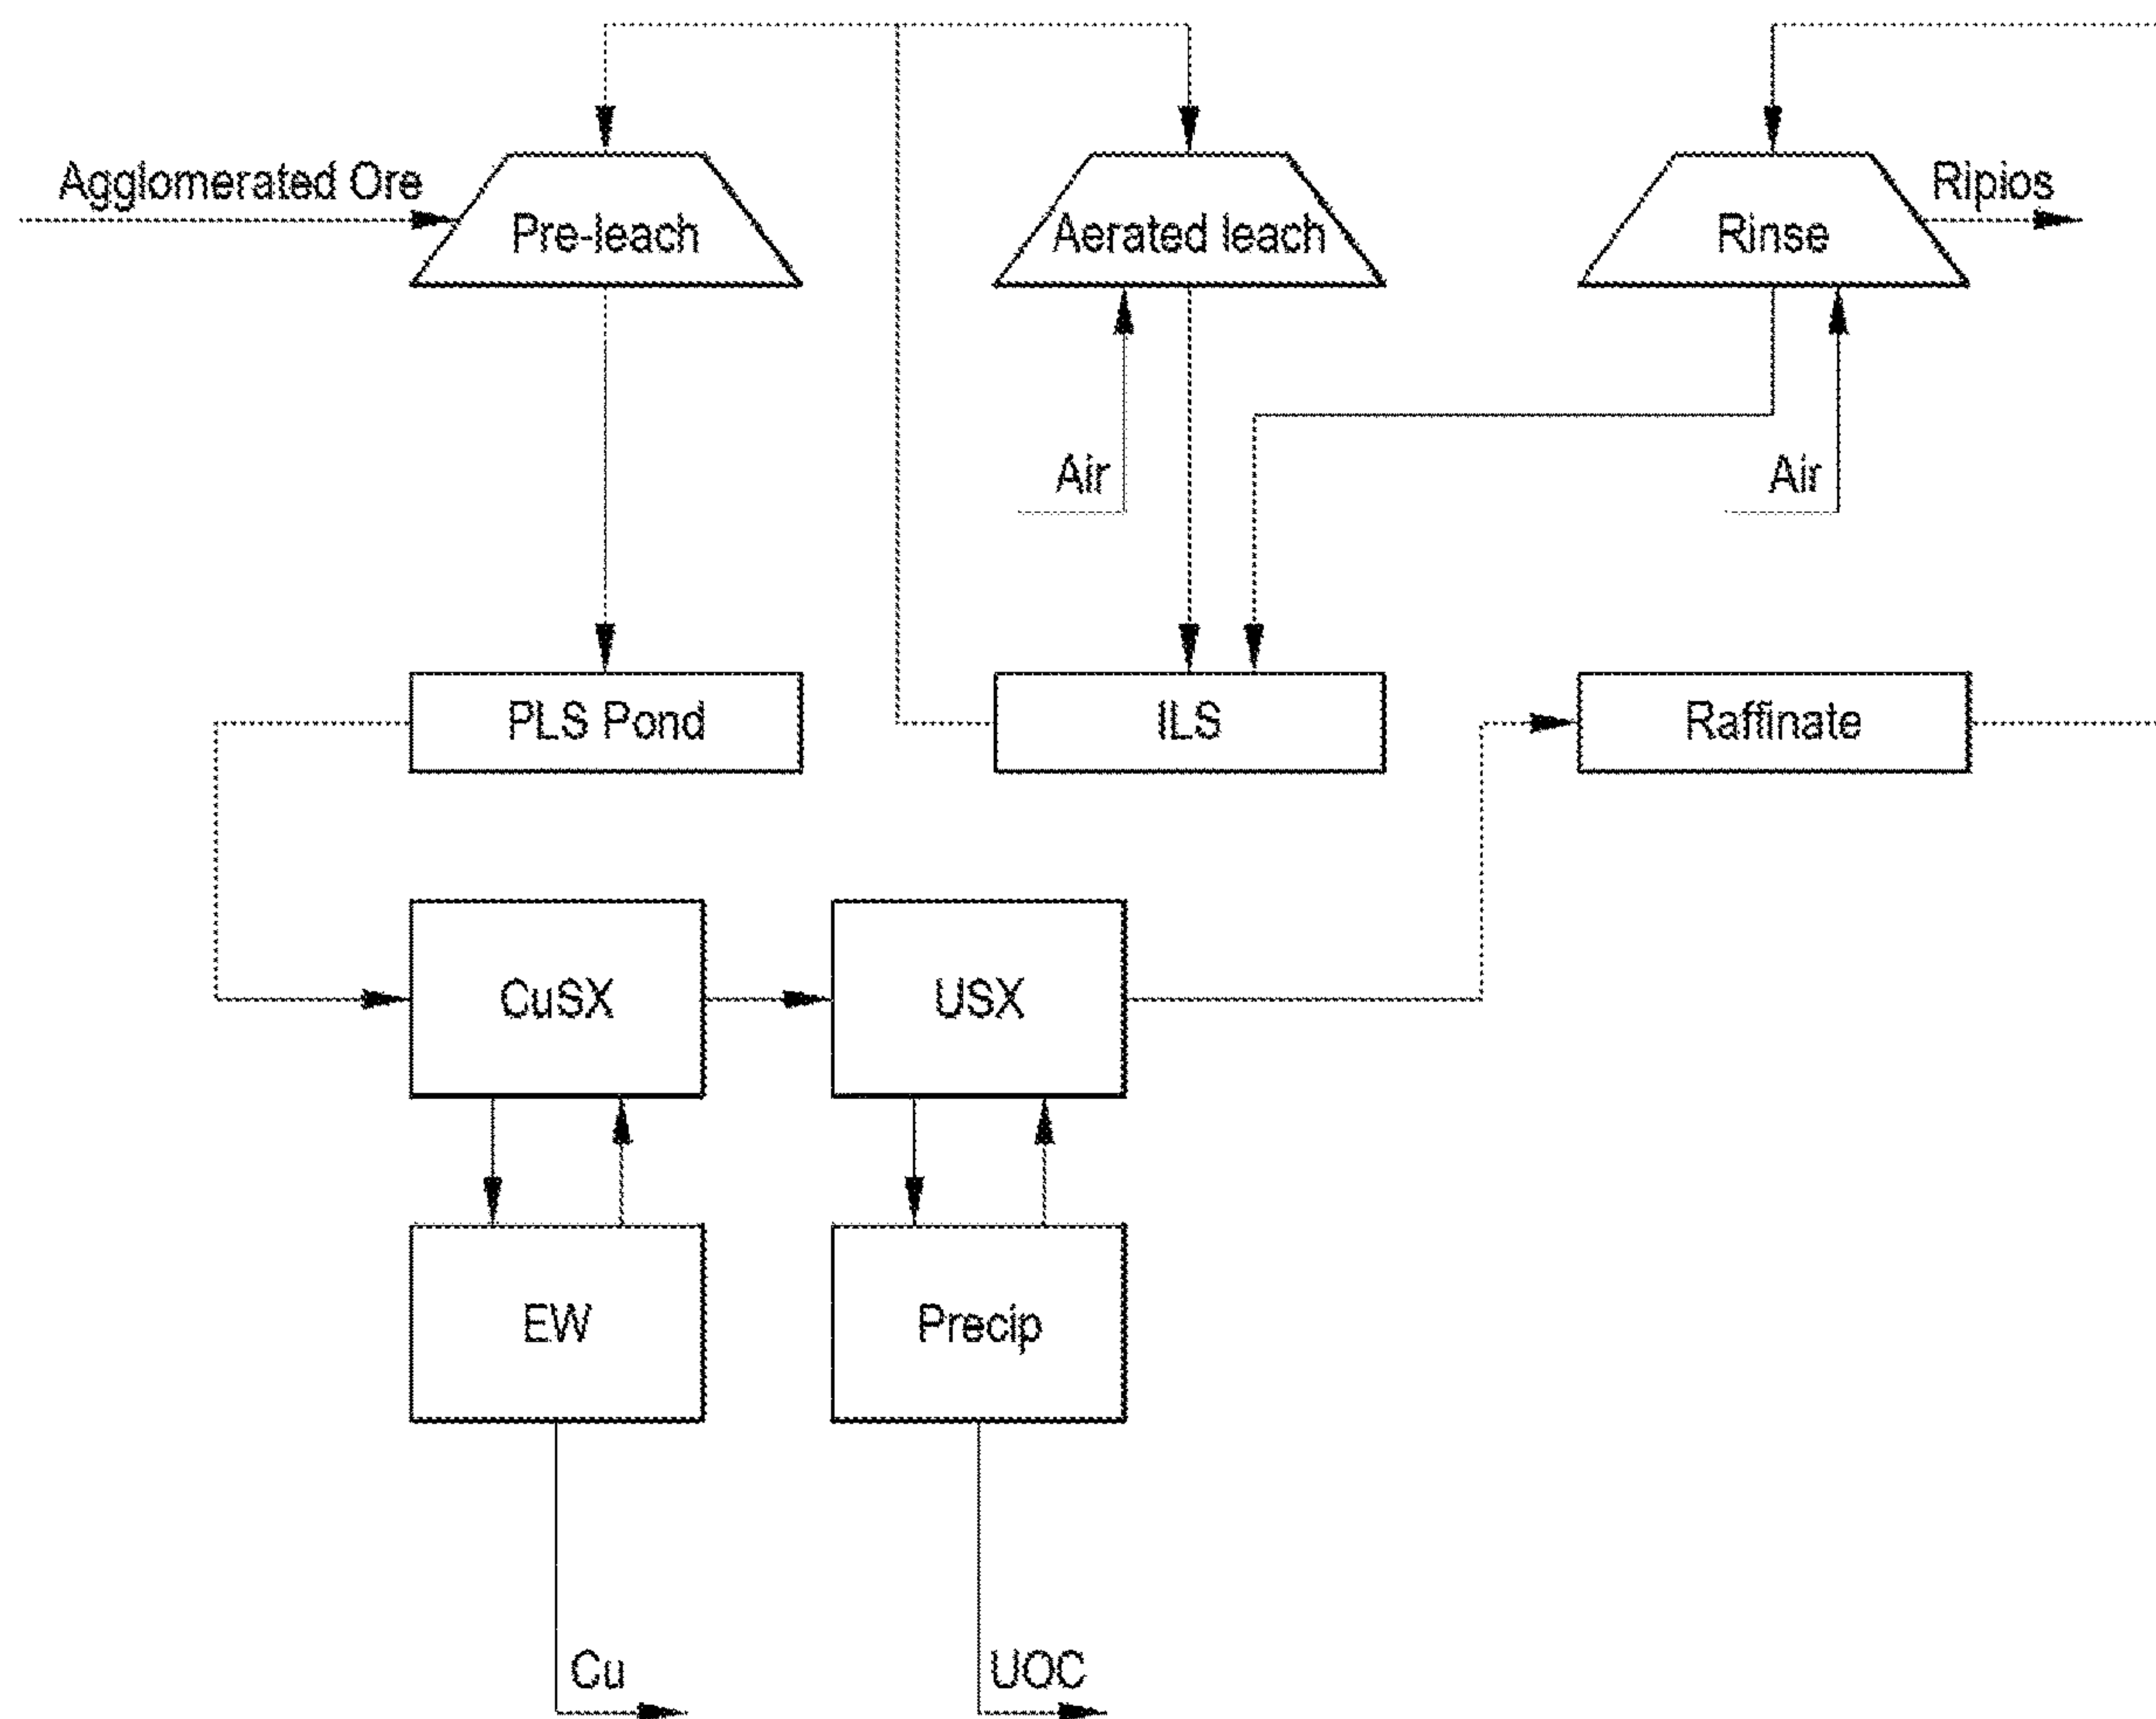 Agglomerated Ore
Pre-leach
Aerated leach
Rinse
Ripios
Air
Air
PLS Pond
ILS
Raffinate
CuSX
USX
EW
Precip
Cu
UOC